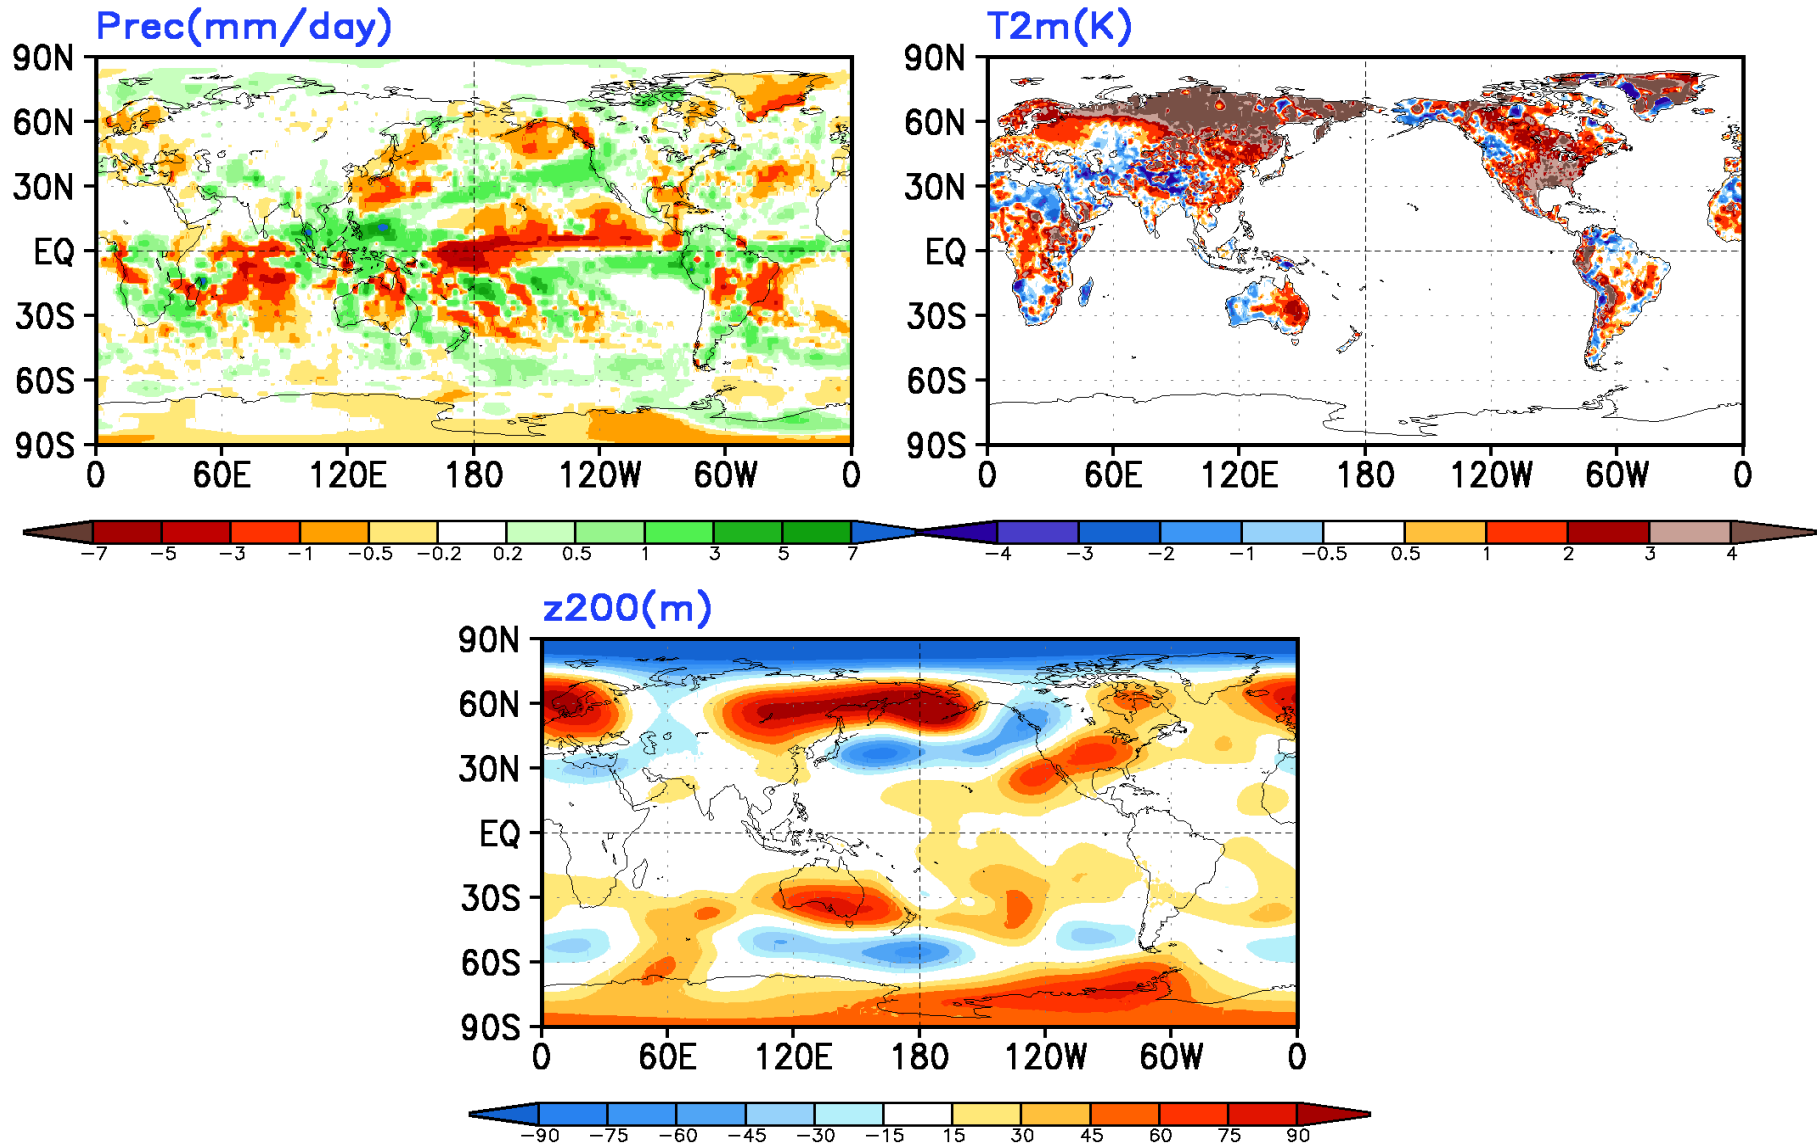 Prec(mm/day)
90N
60N
30N
EQ
30S
60S
90S
0 60E 120E 180 120W 60W 0
-7 -5 -3 -1 -0.5 -0.2 0.2 0.5 1 3 5 7
T2m(K)
90N
60N
30N
EQ
30S
60S
90S
0 60E 120E 180 120W 60W 0
-4 -3 -2 -1 -0.5 0.5 1 2 3 4
z200(m)
90N
60N
30N
EQ
30S
60S
90S
0 60E 120E 180 120W 60W 0
-90 -75 -60 -45 -30 -15 15 30 45 60 75 90